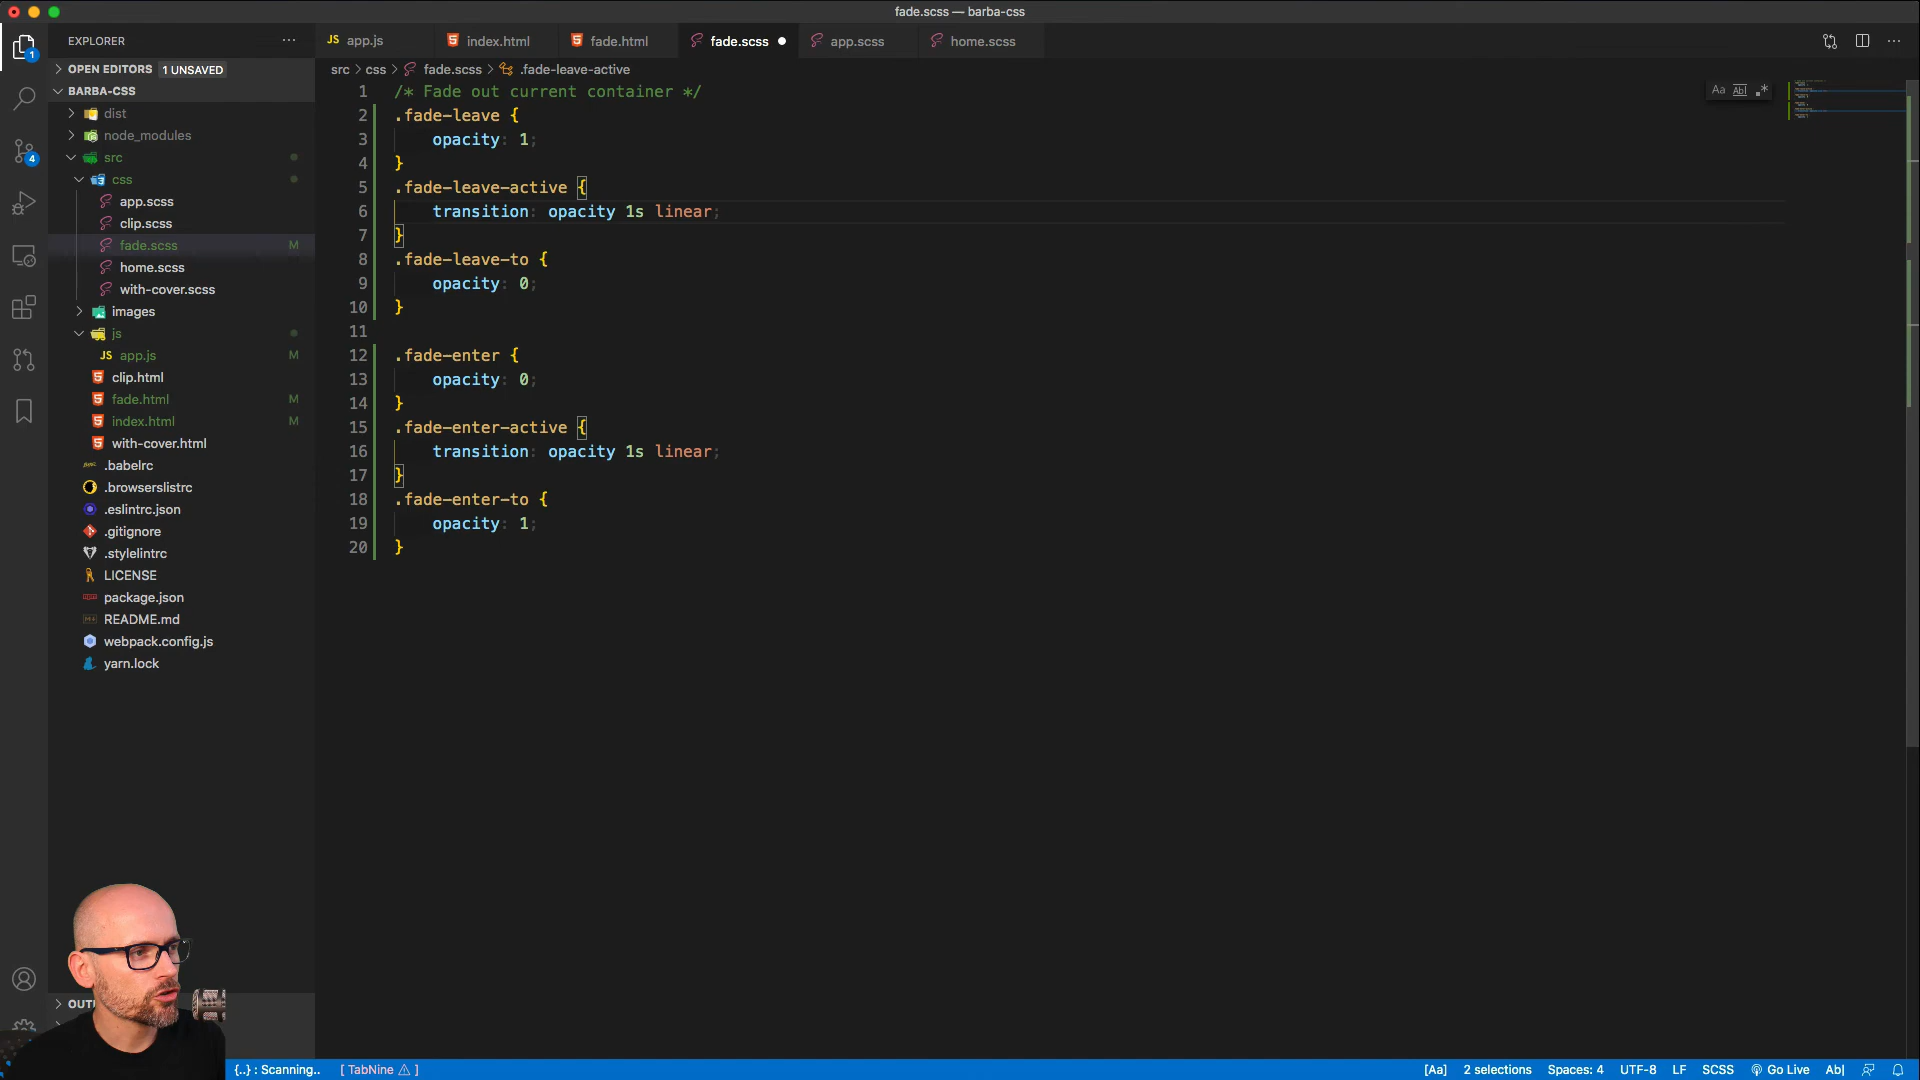 fade.scss — barba-css
EXPLORER
JS app.js
index.html
fade.html
fade.scss
app.scss
home.scss
OPEN EDITORS 1 UNSAVED
BARBA-CSS
dist
node_modules
src
css
app.scss
clip.scss
fade.scss M
home.scss
with-cover.scss
images
js
JS app.js M
clip.html
fade.html M
index.html M
with-cover.html
.babelrc
.browserslistrc
.eslintrc.json
.gitignore
.stylelintrc
LICENSE
package.json
README.md
webpack.config.js
yarn.lock
1
4
src > css > fade.scss > .fade-leave-active
Aa Abl .*
1 /* Fade out current container */
2 .fade-leave {
3 opacity: 1;
4 }
5 .fade-leave-active {
6 transition: opacity 1s linear;
7 }
8 .fade-leave-to {
9 opacity: 0;
10 }
11
12 .fade-enter {
13 opacity: 0;
14 }
15 .fade-enter-active {
16 transition: opacity 1s linear;
17 }
18 .fade-enter-to {
19 opacity: 1;
20 }
OUT
{..} : Scanning.. [ TabNine ⚠ ] [Aa] 2 selections Spaces: 4 UTF-8 LF SCSS Go Live Ab|